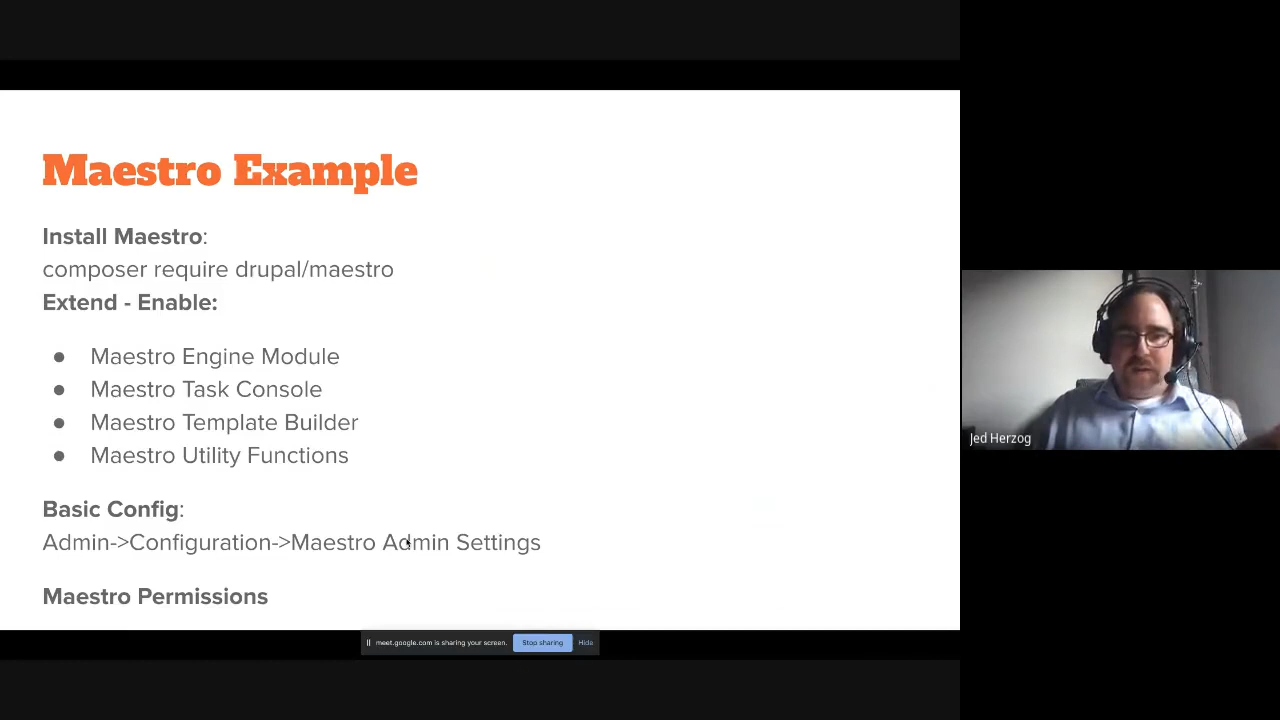 Maestro Example
Install Maestro:
composer require drupal/maestro
Extend - Enable:
● Maestro Engine Module
● Maestro Task Console
● Maestro Template Builder
● Maestro Utility Functions
Basic Config:
Admin->Configuration->Maestro Admin Settings
Maestro Permissions
meet.google.com is sharing your screen. Stop sharing Hide
Jed Herzog